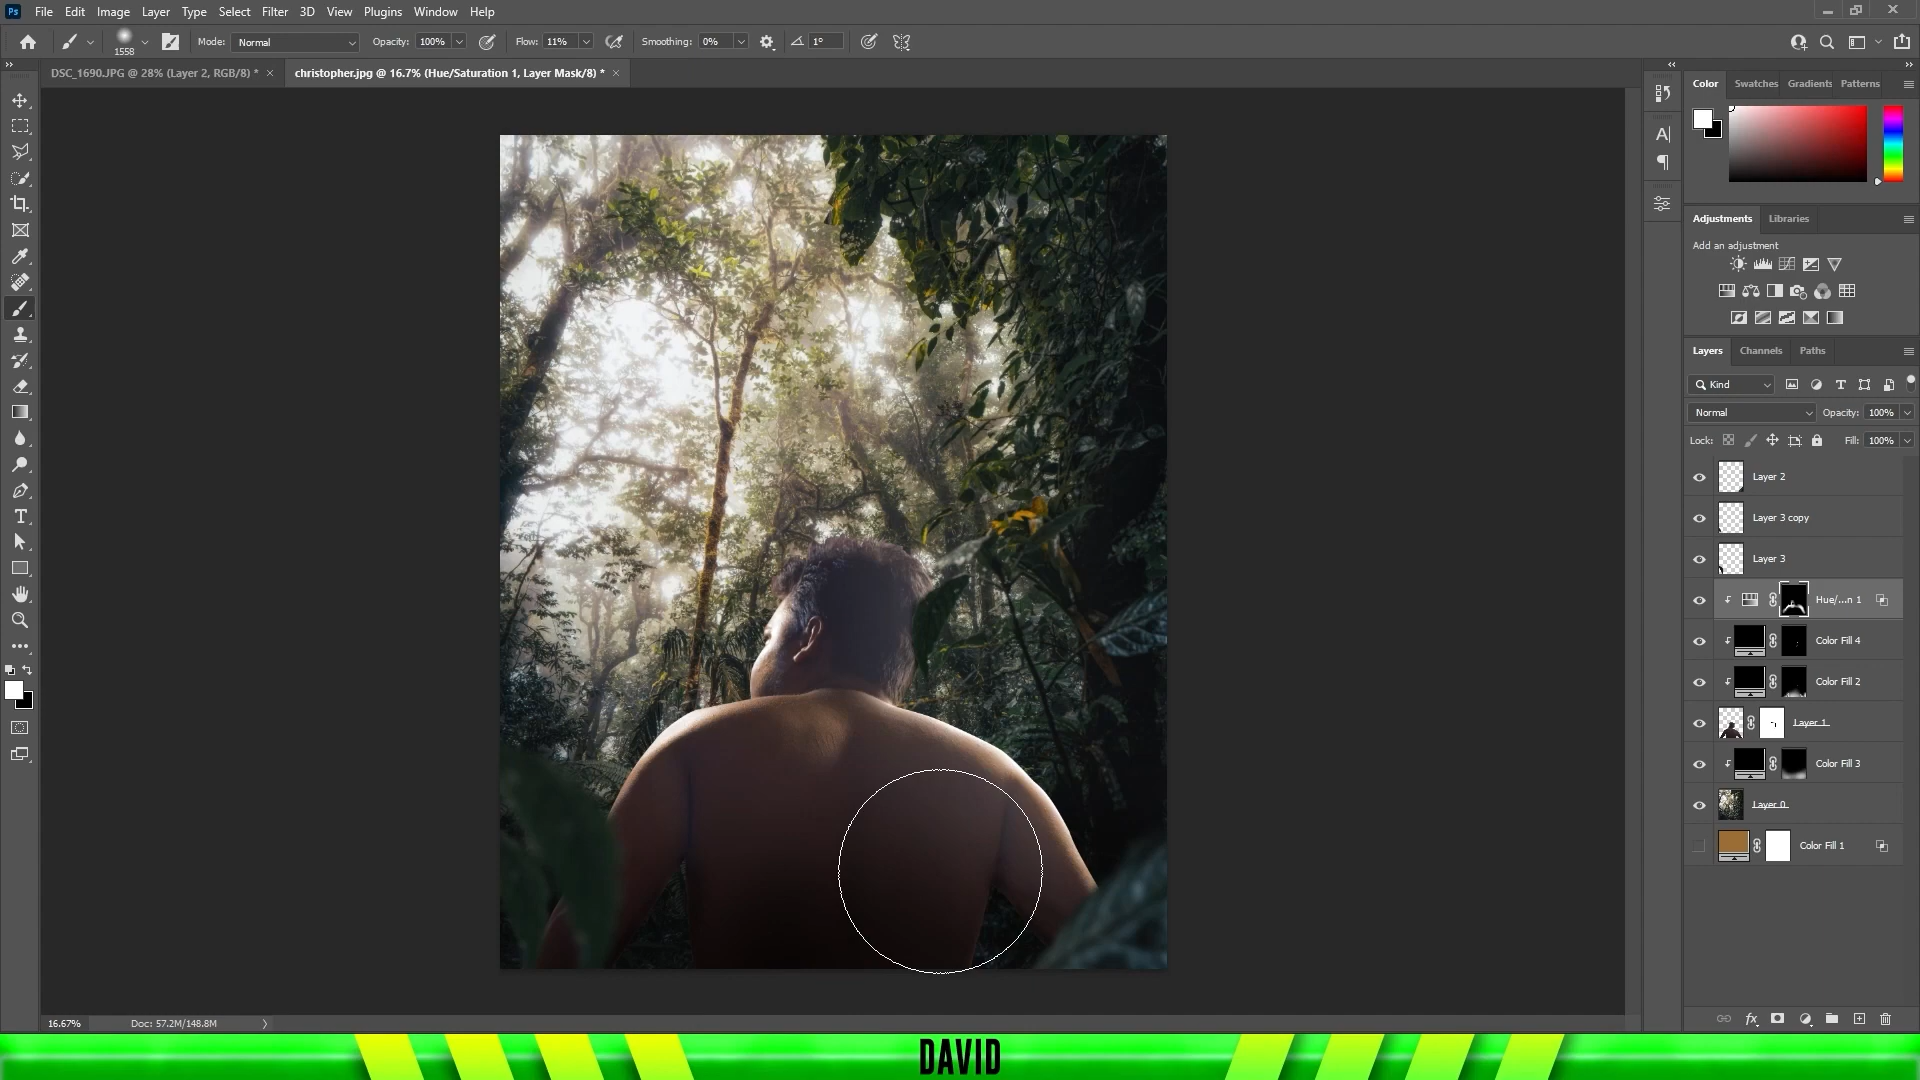 Ps File Edit Image Layer Type Select Filter 3D View Plugins Window Help
1558 Mode: Normal Opacity: 100% Flow: 11% Smoothing: 0% 1°
DSC_1690.JPG @ 28% (Layer 2, RGB/8) * × christopher.jpg @ 16.7% (Hue/Saturation 1, Layer Mask/8) * ×
Color Swatches Gradients Patterns
Adjustments Libraries
Add an adjustment
Layers Channels Paths
Kind
Normal Opacity: 100%
Lock: Fill: 100%
Layer 2
Layer 3 copy
Layer 3
Hue/...n 1
Color Fill 4
Color Fill 2
Layer 1
Color Fill 3
Layer 0
Color Fill 1
16.67% Doc: 57.2M/148.8M
DAVID